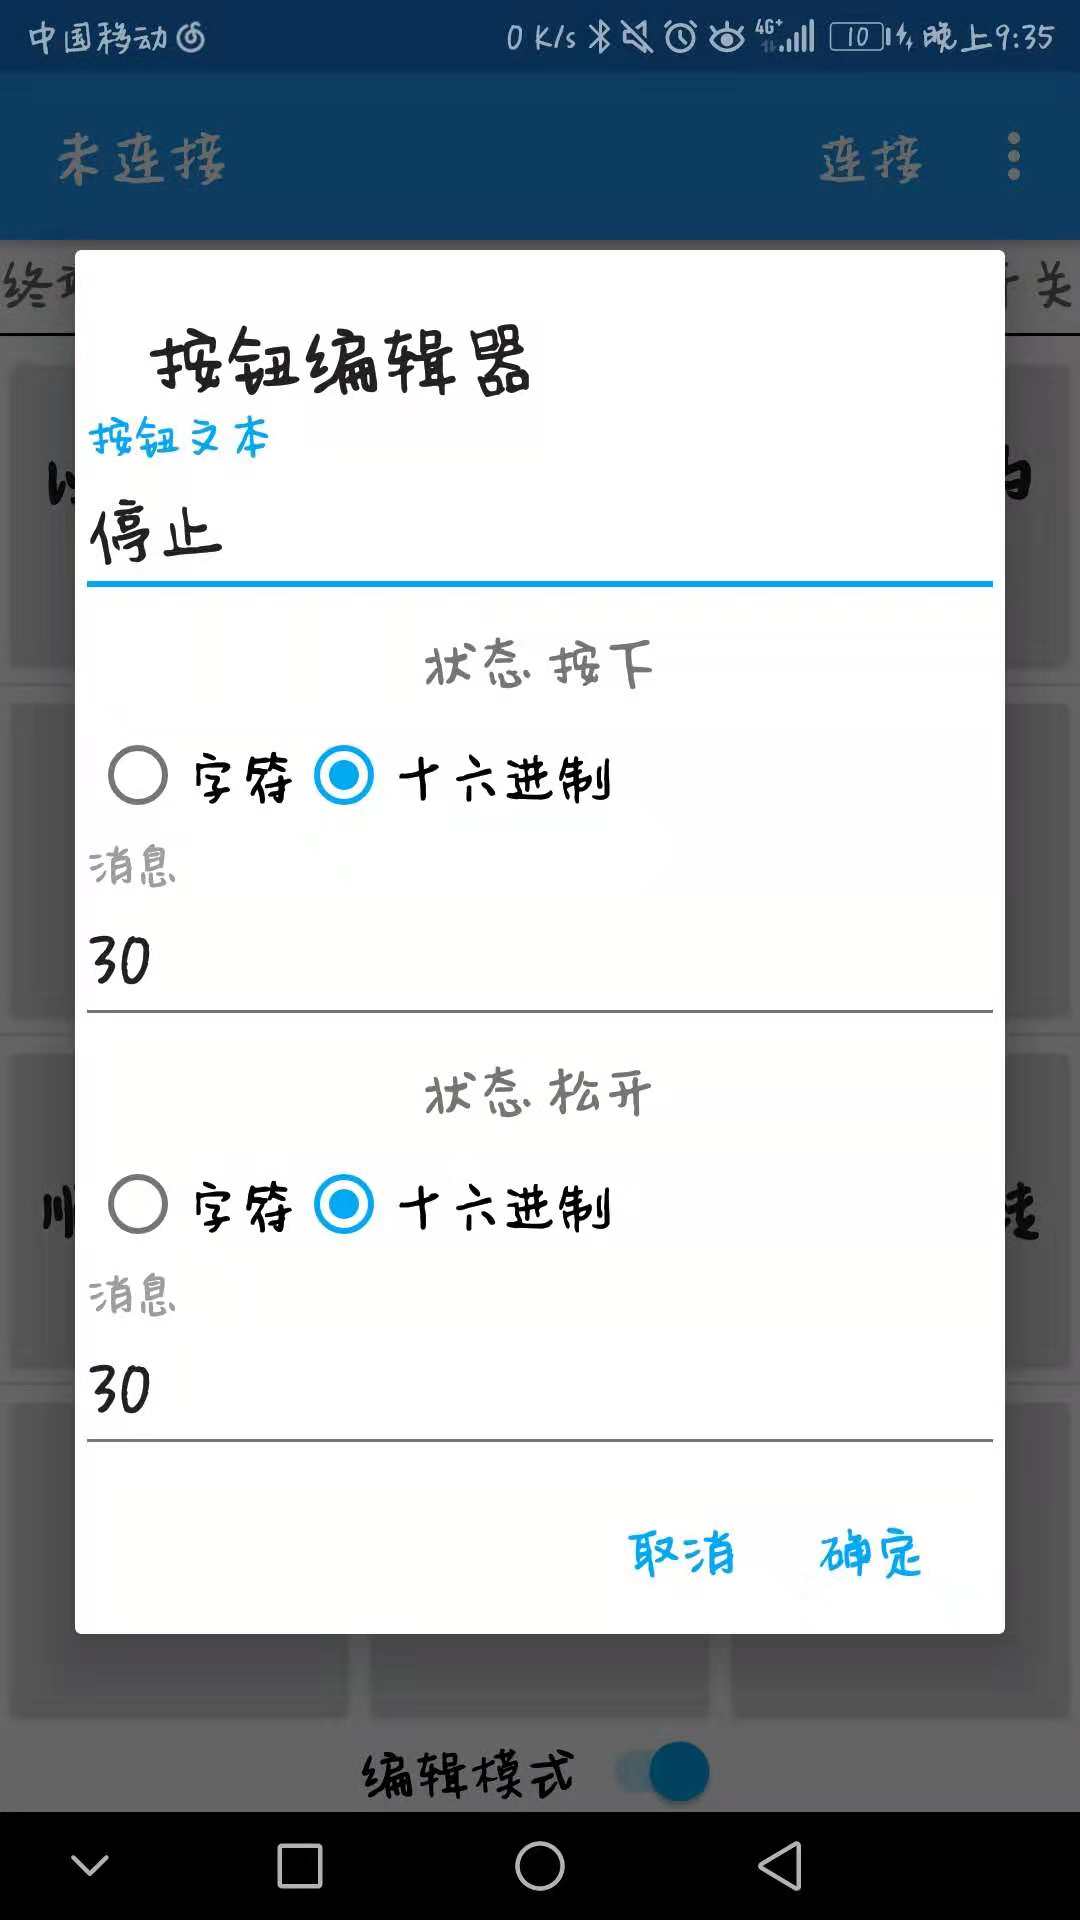 中国移动 0 K/s 4G+ 10 晚上9:35
未连接 连接
关
按钮编辑器
按钮文本
停止
状态 按下
字符 十六进制
消息
30
状态 松开
字符 十六进制
消息
30
取消 确定
编辑模式